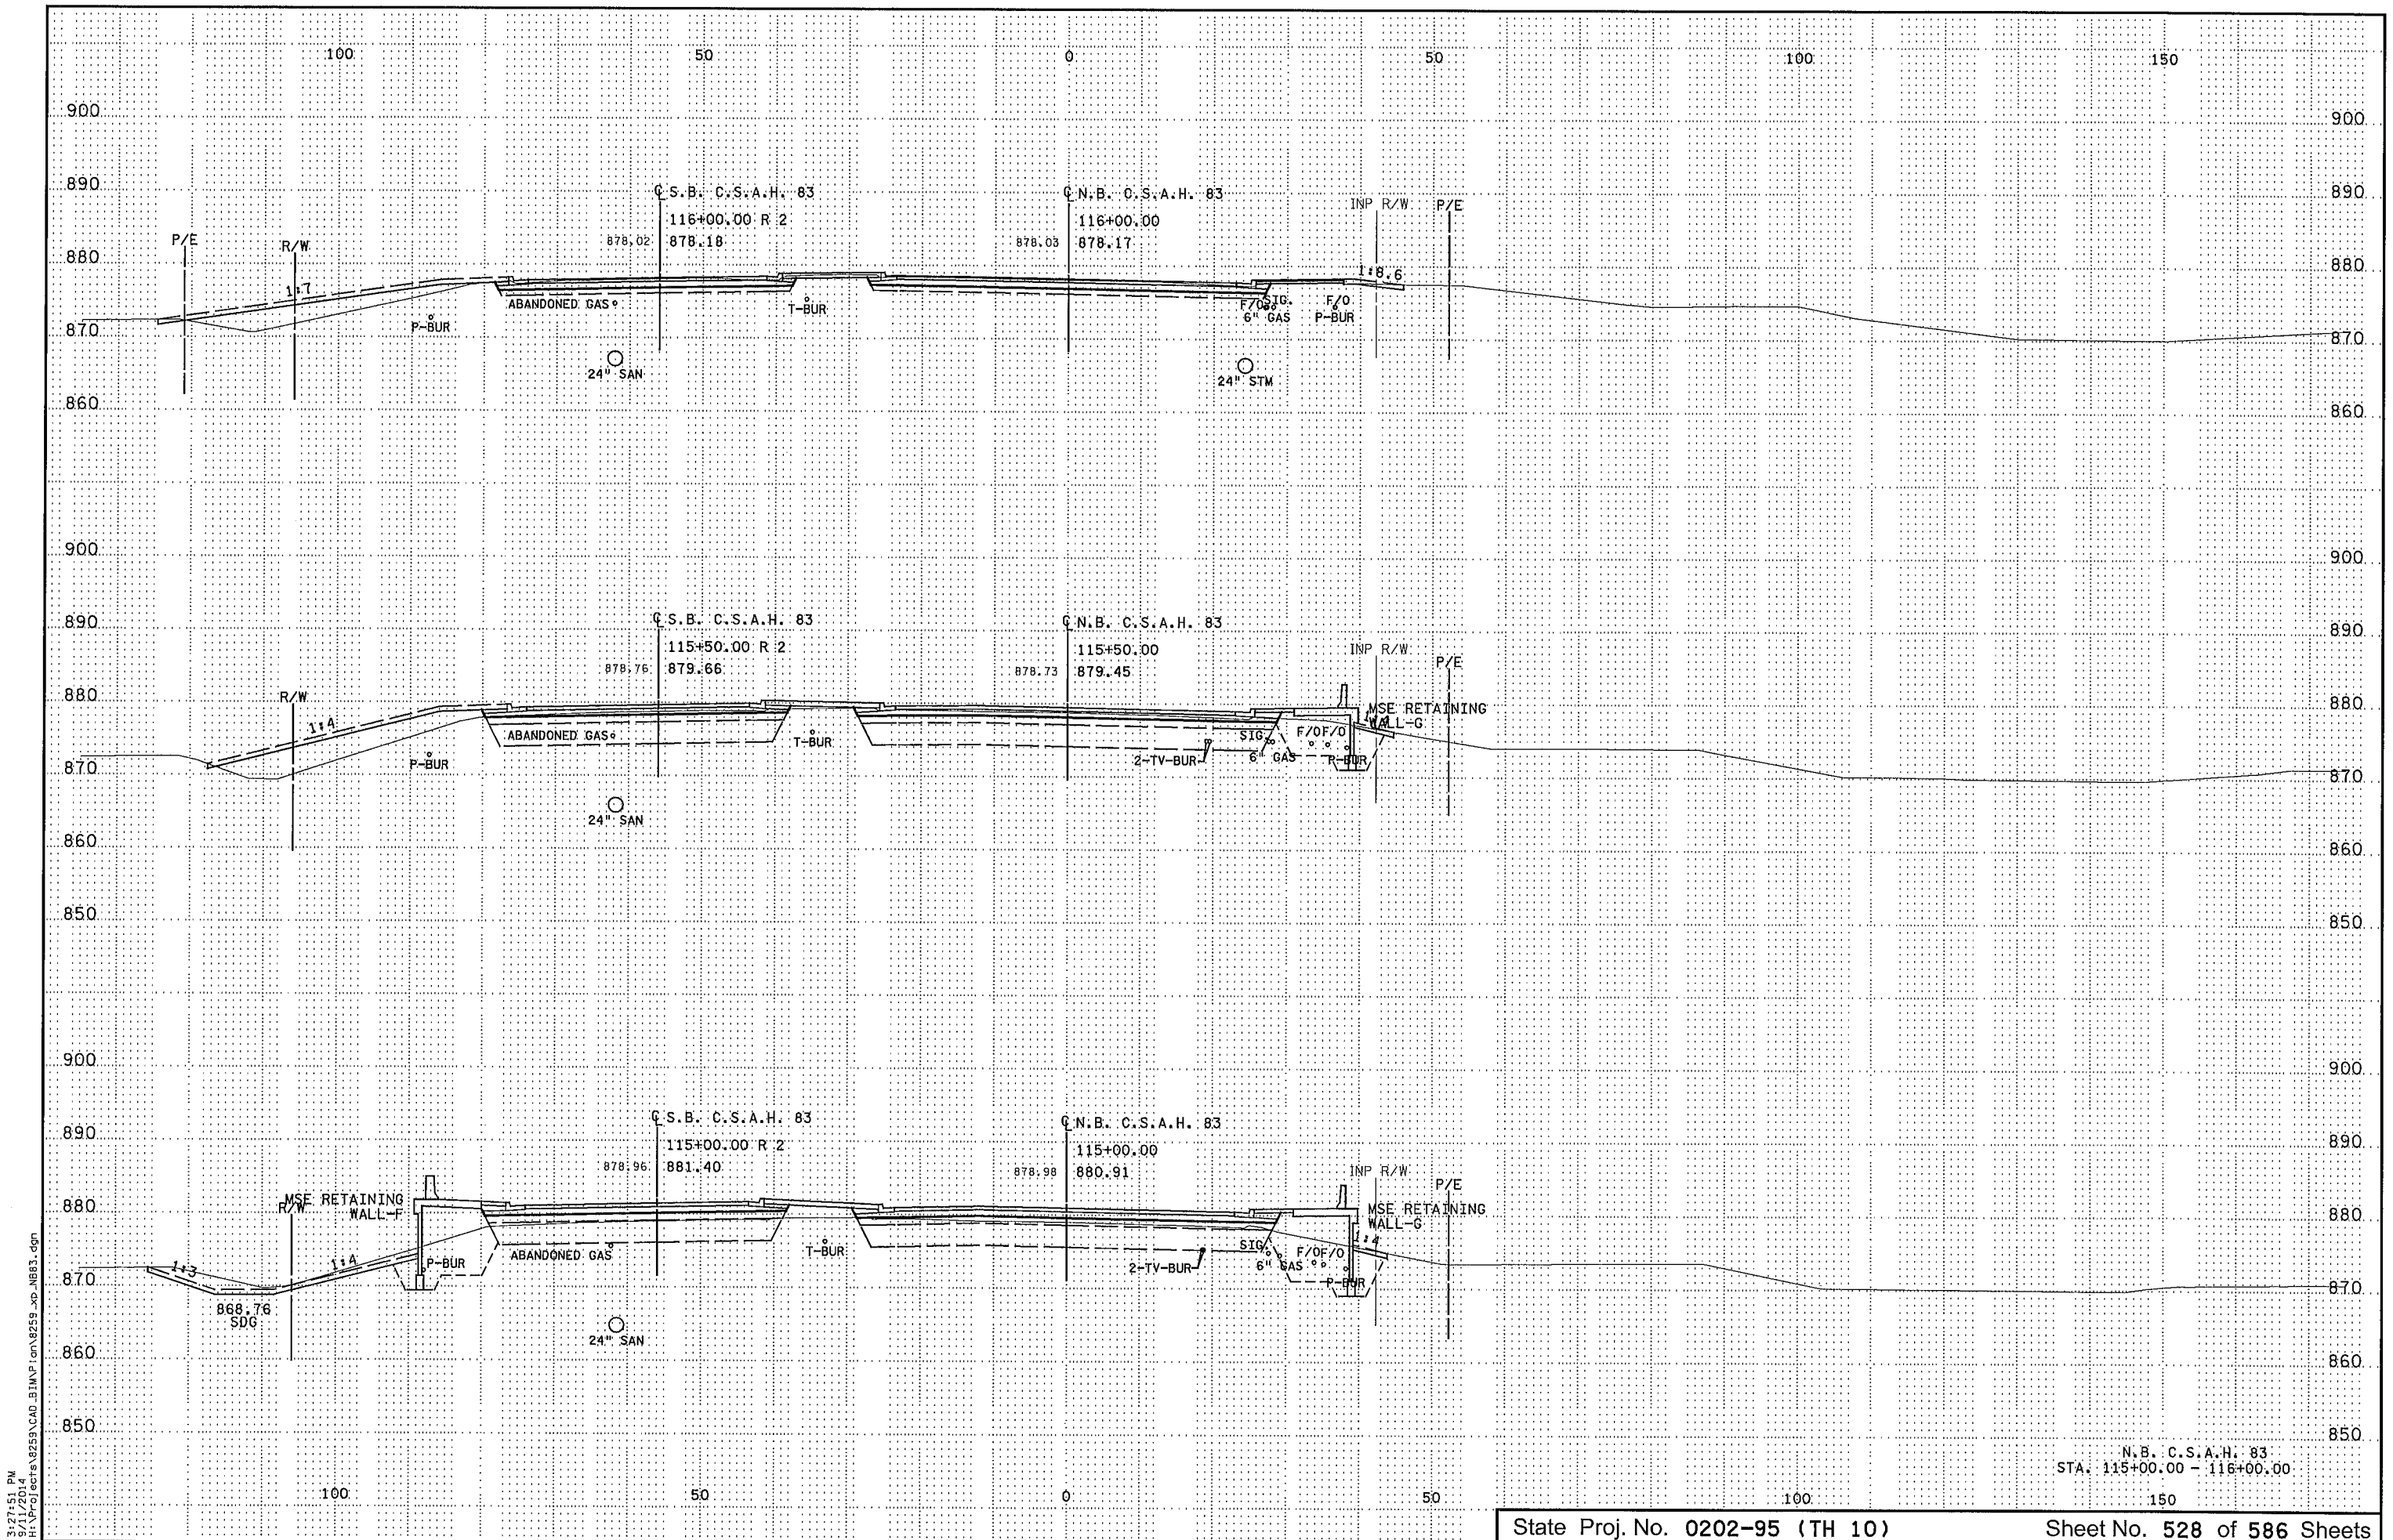 100 50 0 50 100 150
900 900
890 890
℄ S.B. C.S.A.H. 83
116+00.00 R 2
878.02 878.18
℄ N.B. C.S.A.H. 83
116+00.00
878.03 878.17
INP R/W P/E
P/E R/W
880 880
1:7
1:8.6
ABANDONED GAS
T-BUR
P-BUR
F/O SIG.
6" GAS
F/O
P-BUR
870 870
24" SAN
24" STM
860 860
900 900
890 890
℄ S.B. C.S.A.H. 83
115+50.00 R 2
878.76 879.66
℄ N.B. C.S.A.H. 83
115+50.00
878.73 879.45
INP R/W P/E
R/W
880 880
1:4
MSE RETAINING
WALL-G
ABANDONED GAS
T-BUR
P-BUR
2-TV-BUR
SIG.
6" GAS
F/O F/O
P-BUR
870 870
24" SAN
860 860
850 850
900 900
890 890
℄ S.B. C.S.A.H. 83
115+00.00 R 2
878.96 881.40
℄ N.B. C.S.A.H. 83
115+00.00
878.98 880.91
INP R/W P/E
MSE RETAINING
WALL-F
R/W
880 880
MSE RETAINING
WALL-G
1:4
1:3
1:4
P-BUR
ABANDONED GAS
T-BUR
2-TV-BUR
SIG.
6" GAS
F/O F/O
P-BUR
870 870
868.76
SDG
24" SAN
860 860
850 850
N.B. C.S.A.H. 83
STA. 115+00.00 - 116+00.00
100 50 0 50 100 150
State Proj. No. 0202-95 (TH 10) Sheet No. 528 of 586 Sheets
3:27:51 PM
9/11/2014
H:\Projects\8259\CAD_BIM\Plan\8259_xp_NB83.dgn